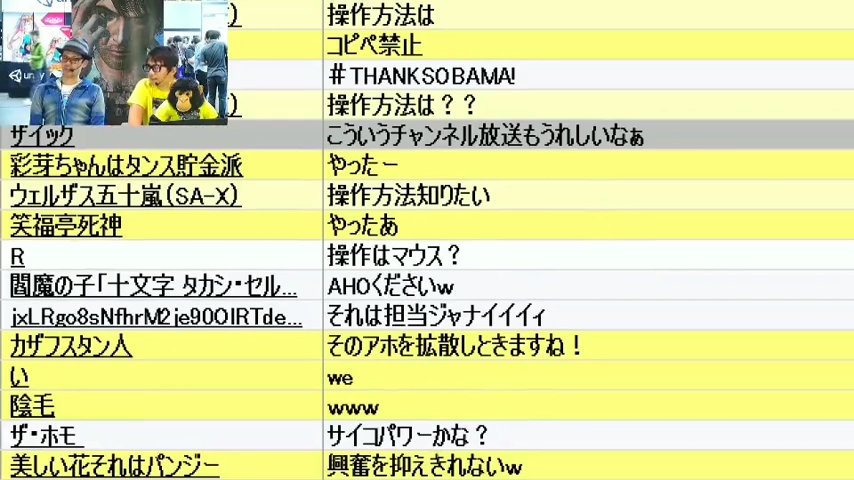 ) 操作方法は
コピペ禁止
＃THANKSOBAMA!
) 操作方法は？？
unity
ザイック こういうチャンネル放送もうれしいなぁ
彩芽ちゃんはタンス貯金派 やったー
ウェルザス五十嵐(SA-X) 操作方法知りたい
笑福亭死神 やったあ
R 操作はマウス？
閻魔の子「十文字 タカシ・セル... AHOくださいw
jxLRgo8sNfhrM2je90OIRTde... それは担当ジャナイイイィ
カザフスタン人 そのアホを拡散しときますね！
い we
陰毛 www
ザ・ホモ サイコパワーかな？
美しい花それはパンジー 興奮を抑えきれないw